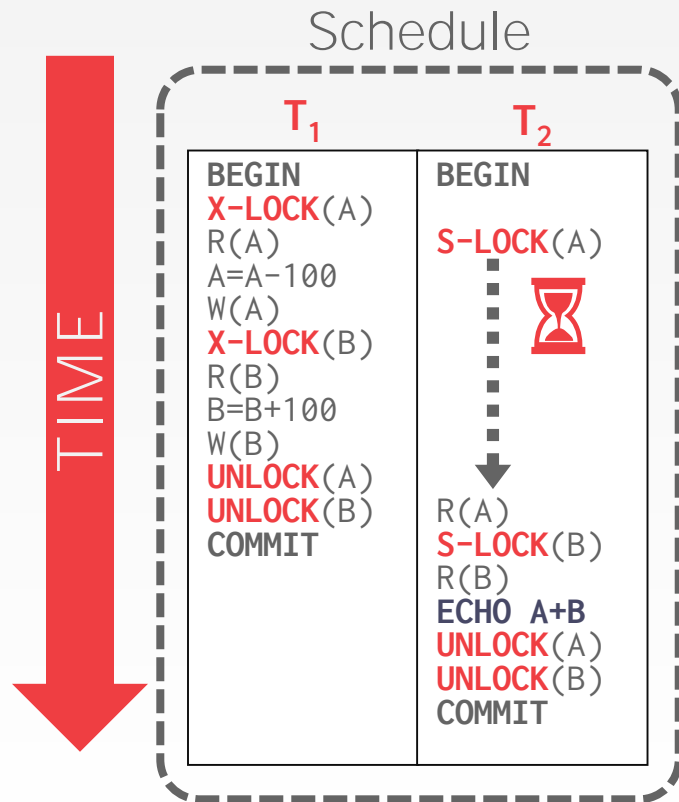 Schedule
TIME
T1
BEGIN
X-LOCK(A)
R(A)
A=A-100
W(A)
X-LOCK(B)
R(B)
B=B+100
W(B)
UNLOCK(A)
UNLOCK(B)
COMMIT
T2
BEGIN
S-LOCK(A)
R(A)
S-LOCK(B)
R(B)
ECHO A+B
UNLOCK(A)
UNLOCK(B)
COMMIT